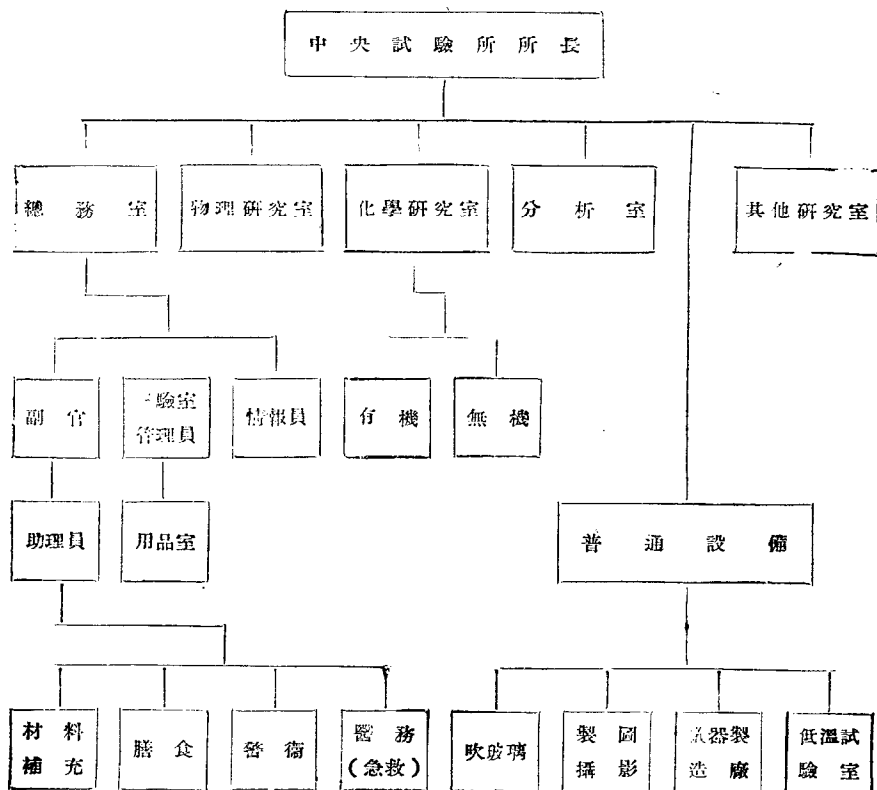 中央試驗所所長
總務室
物理研究室
化學研究室
分析室
其他研究室
副官
驗室
管理員
情報員
有機
無機
助理員
用品室
普通設備
材料
補充
膳食
警衞
醫務
(急救)
吹玻璃
製圖
攝影
器製
造廠
低溫試
驗室